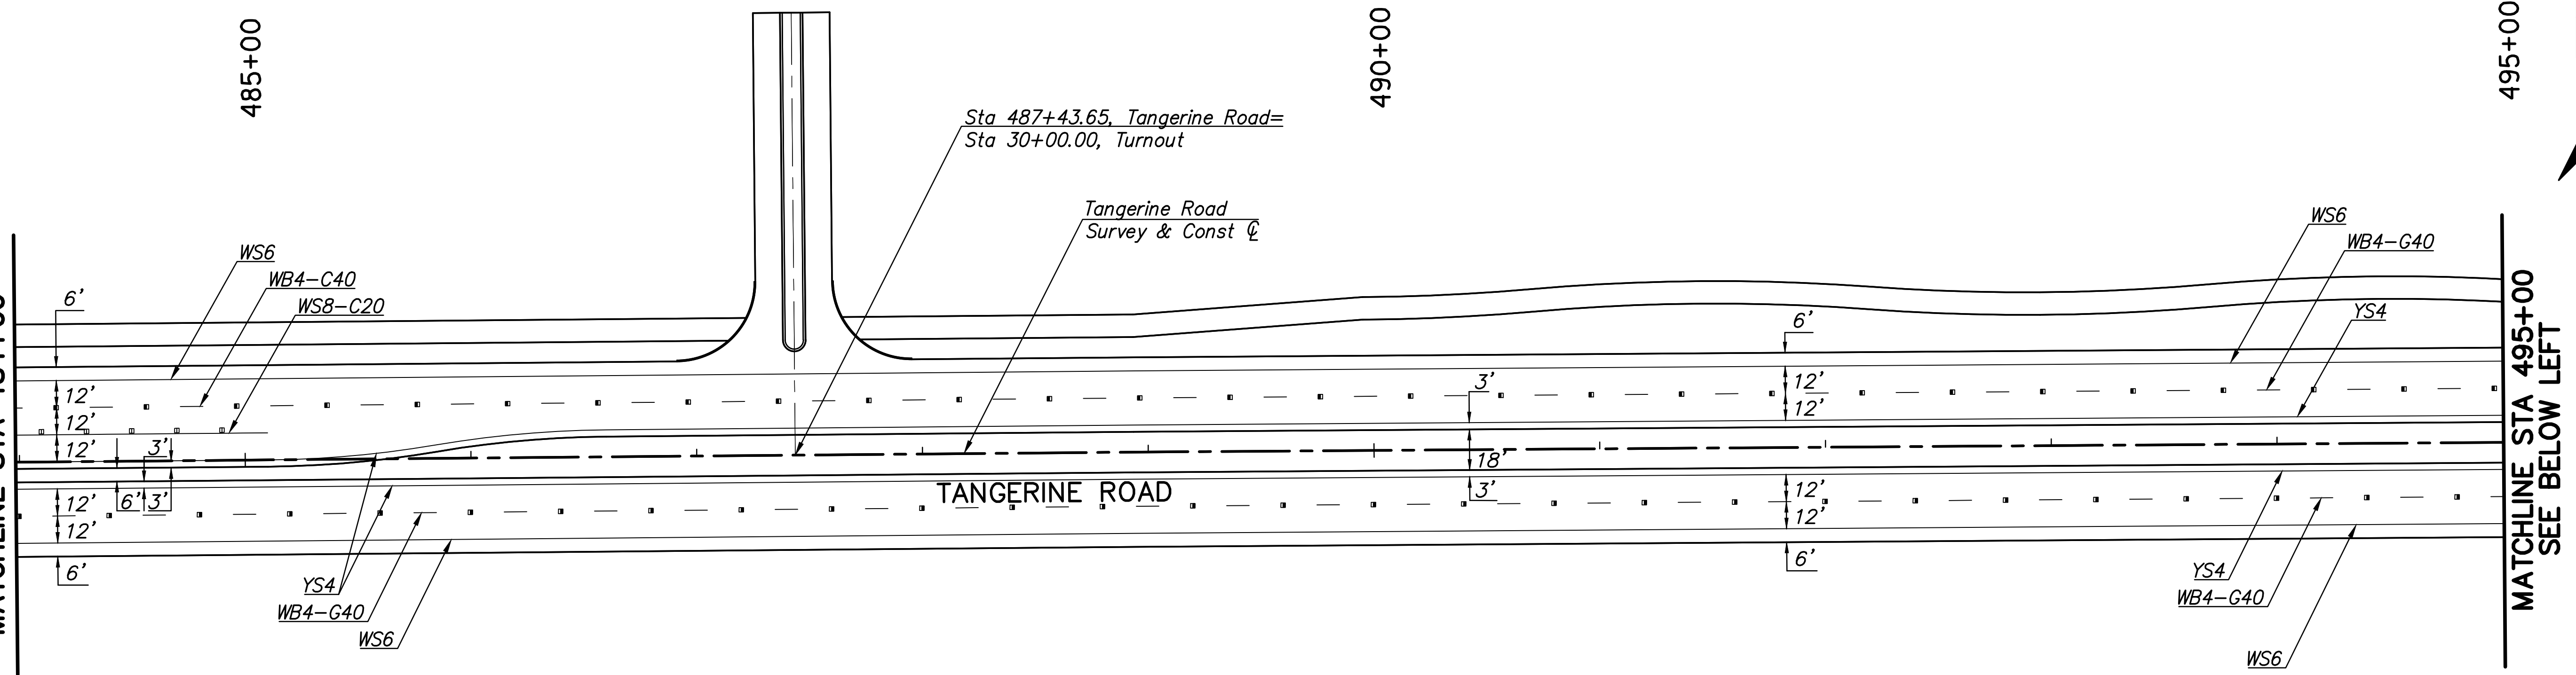 485+00
490+00
495+00
Sta 487+43.65, Tangerine Road=
Sta 30+00.00, Turnout
Tangerine Road
Survey & Const ℄
WS6
WB4-C40
WS8-C20
6'
12'
12'
12'
3'
6'
3'
12'
12'
6'
YS4
WB4-G40
WS6
TANGERINE ROAD
3'
18'
3'
6'
12'
12'
12'
12'
6'
WS6
WB4-G40
YS4
YS4
WB4-G40
WS6
MATCHLINE STA 495+00
SEE BELOW LEFT